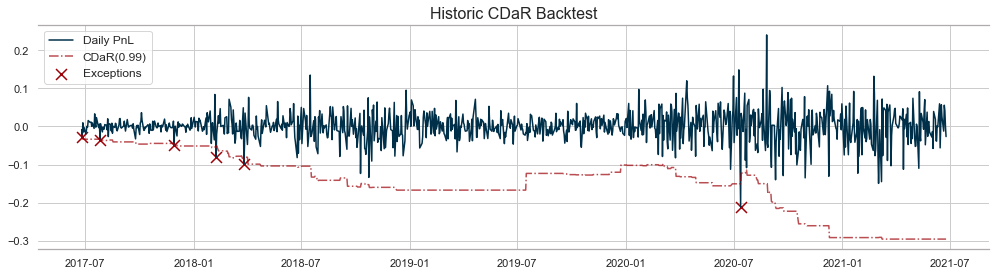 Historic CDaR Backtest
Daily PnL
CDaR(0.99)
Exceptions
0.2
0.1
0.0
−0.1
−0.2
−0.3
2017-07 2018-01 2018-07 2019-01 2019-07 2020-01 2020-07 2021-01 2021-07